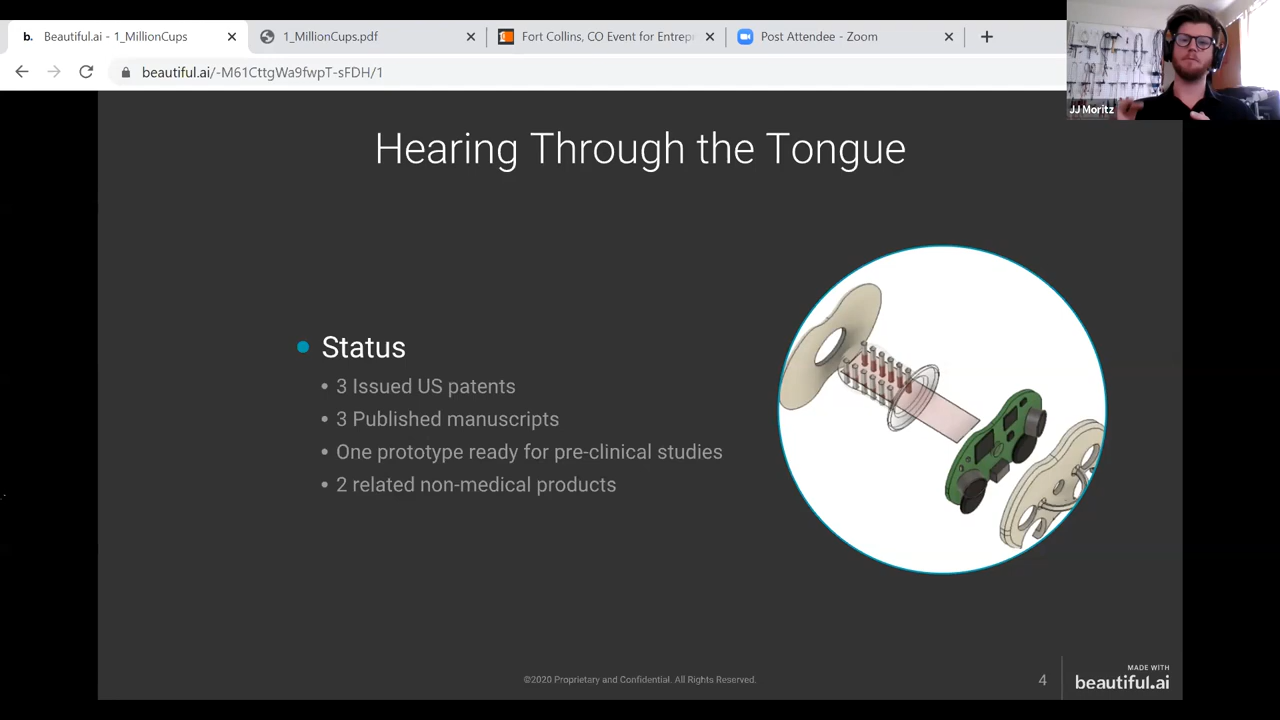 b. Beautiful.ai - 1_MillionCups
1_MillionCups.pdf
Fort Collins, CO Event for Entrepr
Post Attendee - Zoom
beautiful.ai/-M61CttgWa9fwpT-sFDH/1
JJ Moritz
Hearing Through the Tongue
Status
• 3 Issued US patents
• 3 Published manuscripts
• One prototype ready for pre-clinical studies
• 2 related non-medical products
©2020 Proprietary and Confidential. All Rights Reserved.
4
MADE WITH
beautiful.ai